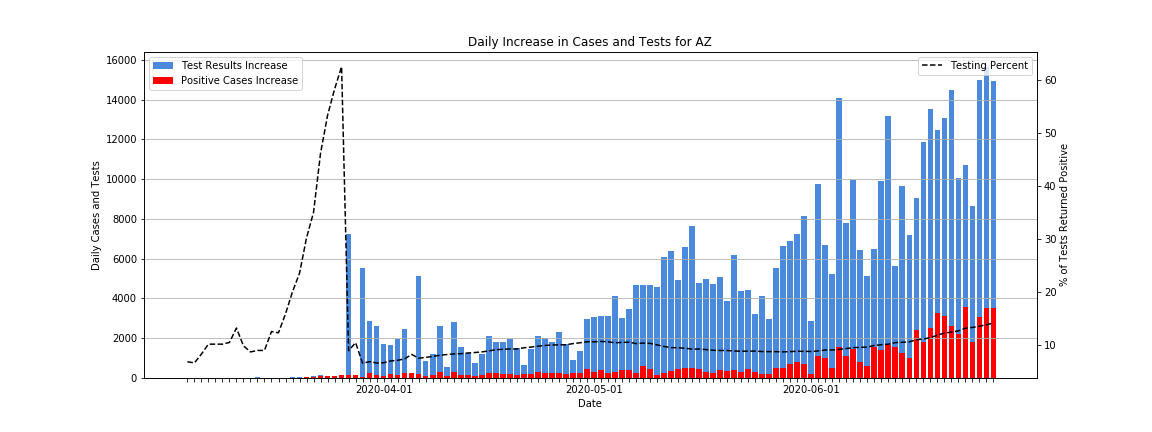 Daily Increase in Cases and Tests for AZ
Test Results Increase
Positive Cases Increase
Testing Percent
16000
14000
12000
10000
8000
6000
4000
2000
0
Daily Cases and Tests
60
50
40
30
20
10
% of Tests Returned Positive
2020-04-01
2020-05-01
2020-06-01
Date